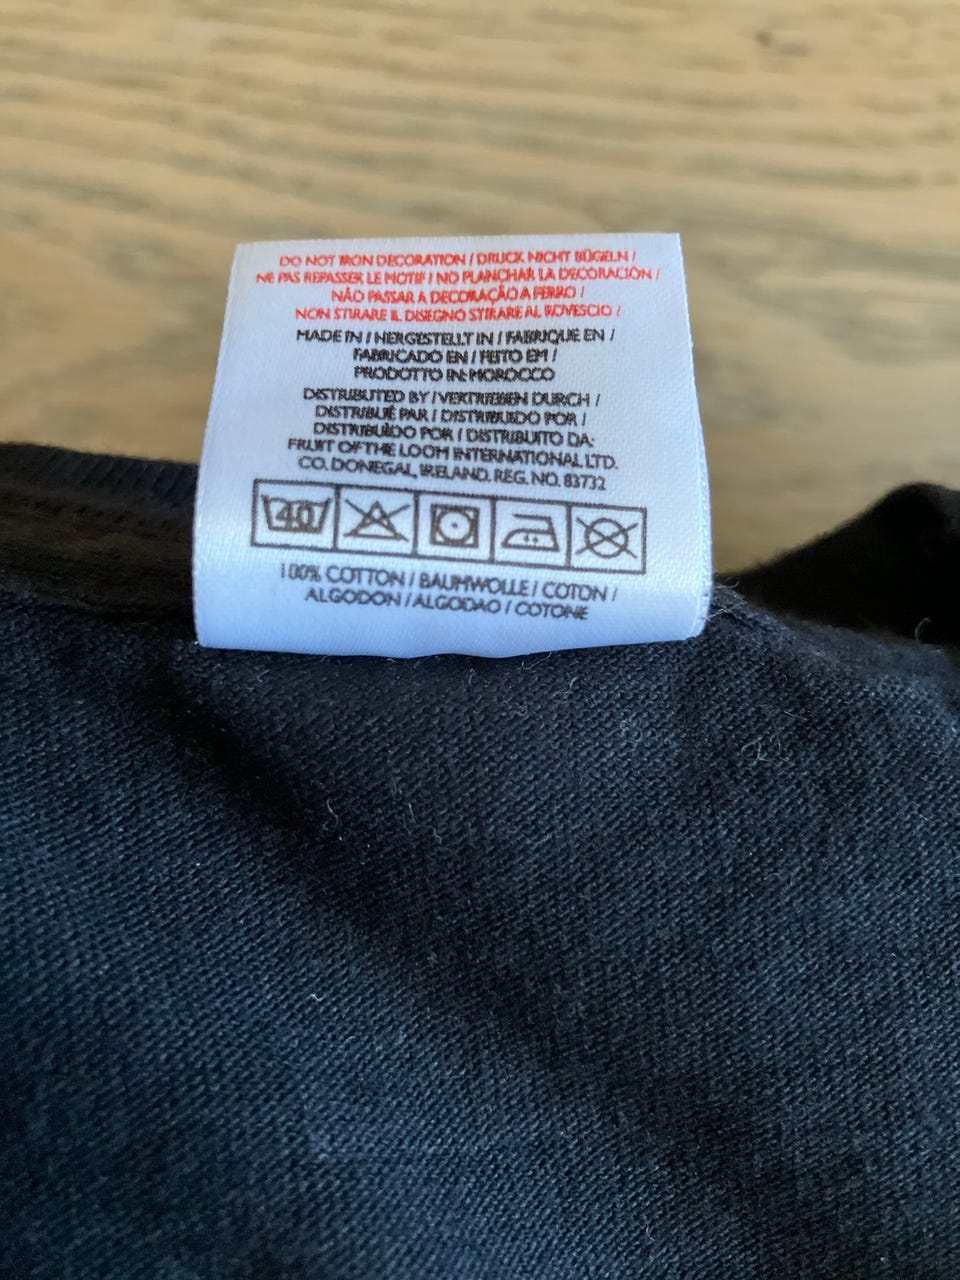 DO NOT IRON DECORATION / DRUCK NICHT BÜGELN /
NE PAS REPASSER LE MOTIF / NO PLANCHAR LA DECORACIÓN /
NÃO PASSAR A DECORAÇÃO A FERRO /
NON STIRARE IL DISEGNO STIRARE AL ROVESCIO /
MADE IN / HERGESTELLT IN / FABRIQUE EN /
FABRICADO EN / FEITO EM /
PRODOTTO IN: MOROCCO
DISTRIBUTED BY / VERTRIEBEN DURCH /
DISTRIBUÉ PAR / DISTRIBUIDO POR /
DISTRIBUÍDO POR / DISTRIBUITO DA:
FRUIT OF THE LOOM INTERNATIONAL LTD.
CO. DONEGAL, IRELAND. REG. NO. 83732
40
100% COTTON / BAUMWOLLE / COTON /
ALGODON / ALGODAO / COTONE